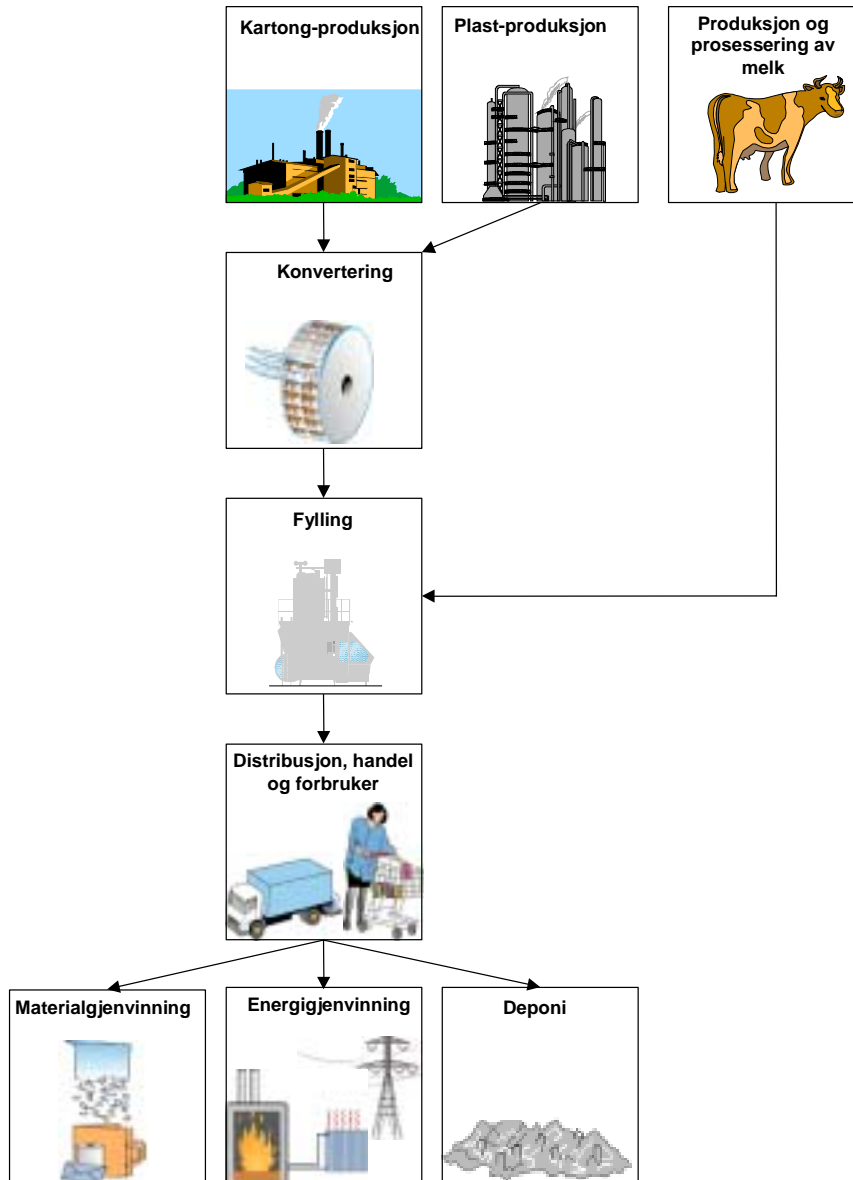 Kartong-produksjon
Plast-produksjon
Produksjon og
prosessering av
melk
Konvertering
Fylling
Distribusjon, handel
og forbruker
Materialgjenvinning
Energigjenvinning
Deponi